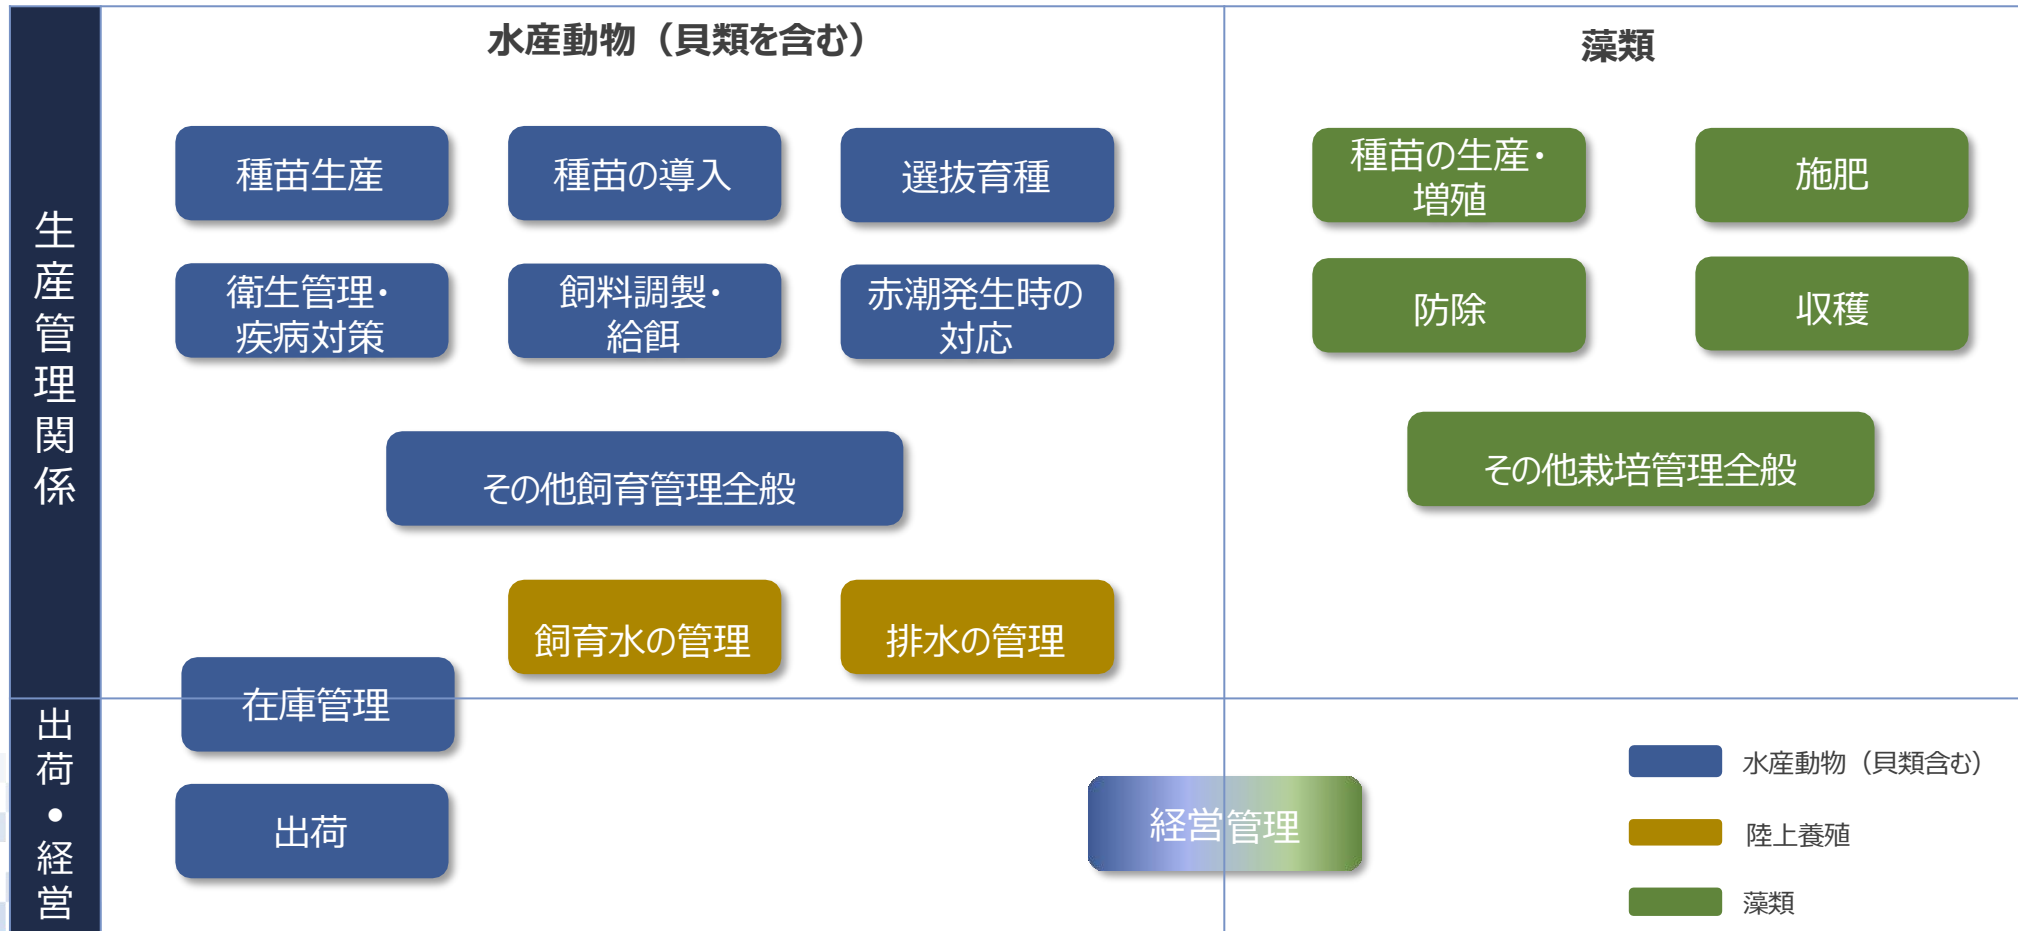 水産動物（貝類を含む）
藻類
生産管理関係
種苗生産
種苗の導入
選抜育種
種苗の生産・
増殖
施肥
衛生管理・
疾病対策
飼料調製・
給餌
赤潮発生時の
対応
防除
収穫
その他飼育管理全般
その他栽培管理全般
飼育水の管理
排水の管理
在庫管理
出荷・経営
出荷
経営管理
水産動物（貝類含む）
陸上養殖
藻類